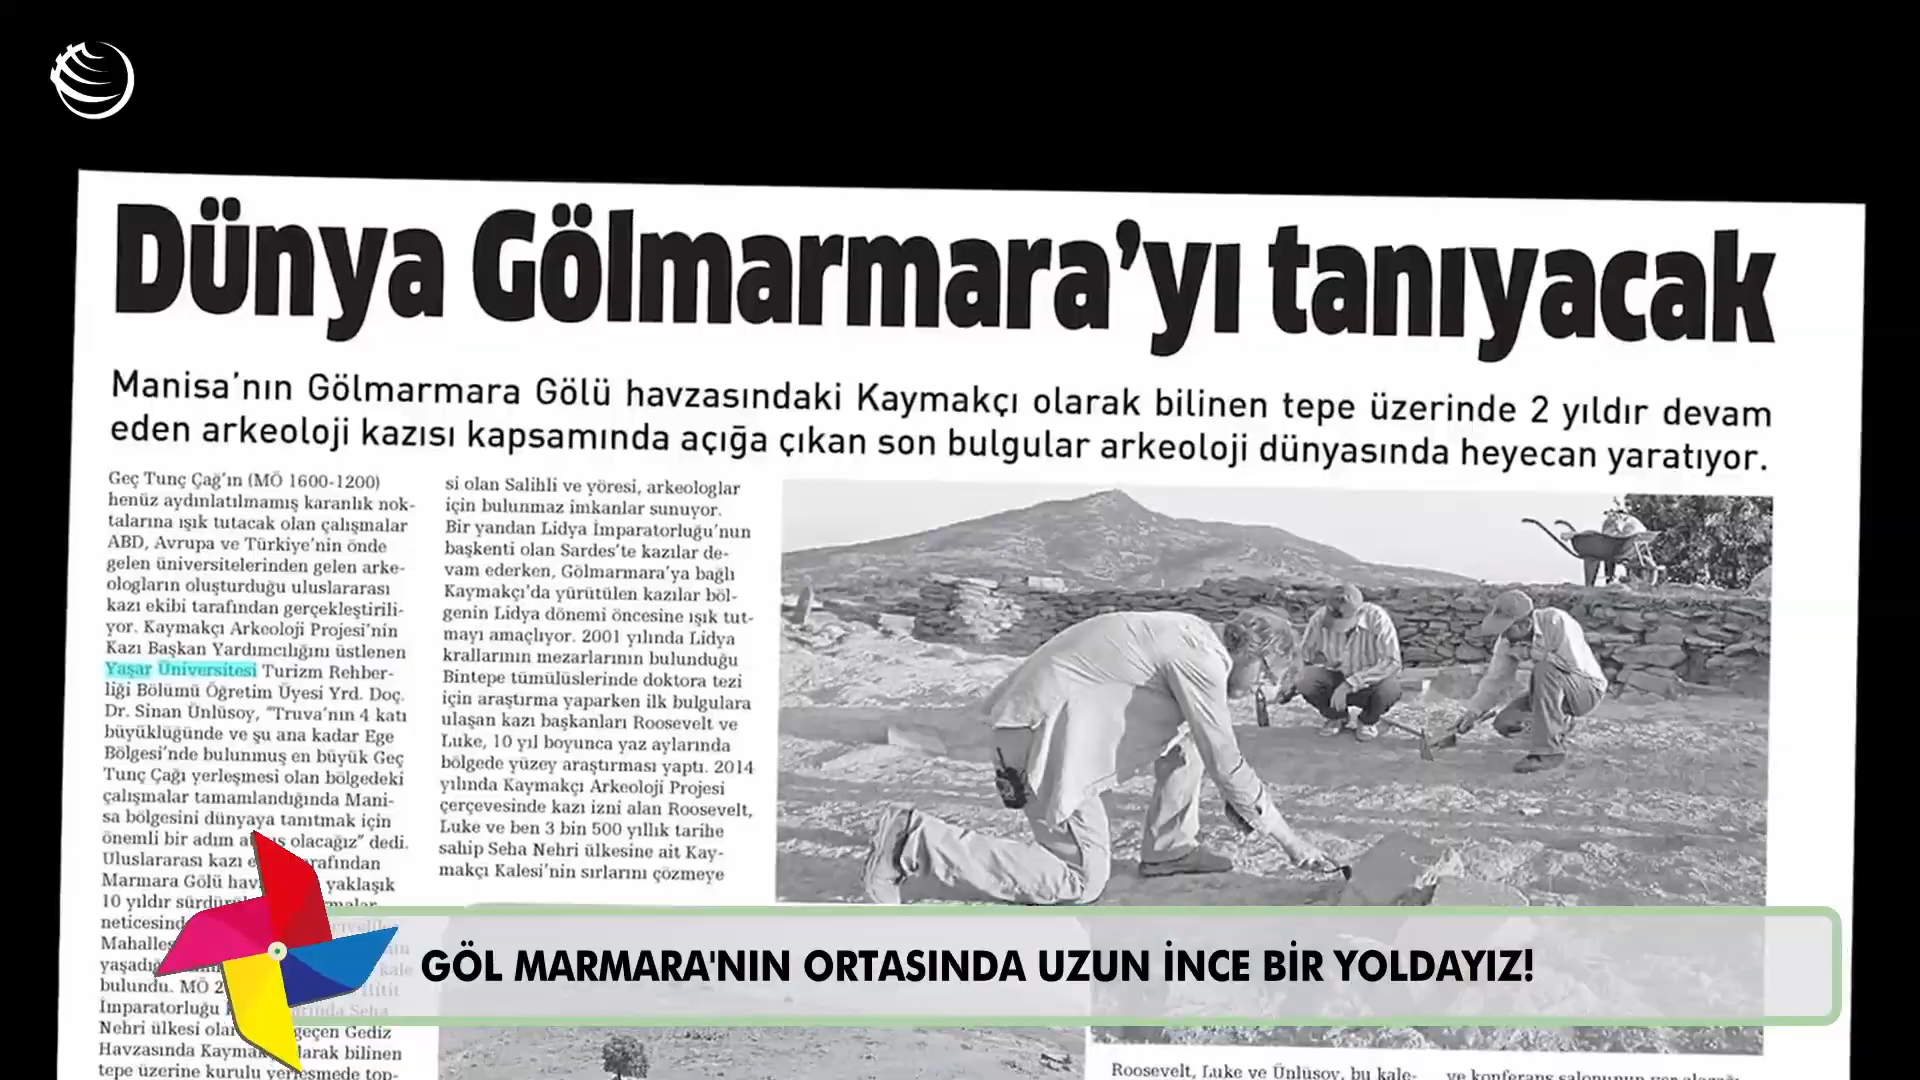 Dünya Gölmarmara'yı tanıyacak
Manisa'nın Gölmarmara Gölü havzasındaki Kaymakçı olarak bilinen tepe üzerinde 2 yıldır devam
eden arkeoloji kazısı kapsamında açığa çıkan son bulgular arkeoloji dünyasında heyecan yaratıyor.
Geç Tunç Çağ'ın (MÖ 1600-1200)
henüz aydınlatılmamış karanlık nok-
talarına ışık tutacak olan çalışmalar
ABD, Avrupa ve Türkiye'nin önde
gelen üniversitelerinden gelen arke-
ologların oluşturduğu uluslararası
kazı ekibi tarafından gerçekleştirili-
yor. Kaymakçı Arkeoloji Projesi'nin
Kazı Başkan Yardımcılığını üstlenen
Yaşar Üniversitesi Turizm Rehber-
liği Bölümü Öğretim Üyesi Yrd. Doç.
Dr. Sinan Ünlüsoy, "Truva'nın 4 katı
büyüklüğünde ve şu ana kadar Ege
Bölgesi'nde bulunmuş en büyük Geç
Tunç Çağı yerleşmesi olan bölgedeki
çalışmalar tamamlandığında Mani-
sa bölgesini dünyaya tanıtmak için
önemli bir adım olacağız" dedi.
Uluslararası kazı
Marmara Gölü yaklaşık
10 yıldır
bulundu. MÖ
İmparatorluğu
Nehri ülkesi geçen Gediz
Havzasında bilinen
tepe üzerine kurulu yerleşmede top-
si olan Salihli ve yöresi, arkeologlar
için bulunmaz imkanlar sunuyor.
Bir yandan Lidya İmparatorluğu'nun
başkenti olan Sardes'te kazılar de-
vam ederken, Gölmarmara'ya bağlı
Kaymakçı'da yürütülen kazılar böl-
genin Lidya dönemi öncesine ışık tut-
mayı amaçlıyor. 2001 yılında Lidya
krallarının mezarlarının bulunduğu
Bintepe tümülüslerinde doktora tezi
için araştırma yaparken ilk bulgulara
ulaşan kazı başkanları Roosevelt ve
Luke, 10 yıl boyunca yaz aylarında
bölgede yüzey araştırması yaptı. 2014
yılında Kaymakçı Arkeoloji Projesi
çerçevesinde kazı izni alan Roosevelt,
Luke ve ben 3 bin 500 yıllık tarihe
sahip Seha Nehri ülkesine ait Kay-
makçı Kalesi'nin sırlarını çözmeye
GÖL MARMARA'NIN ORTASINDA UZUN İNCE BİR YOLDAYIZ!
Roosevelt, Luke ve Ünlüsoy, bu kale-
ve konferans salonunun